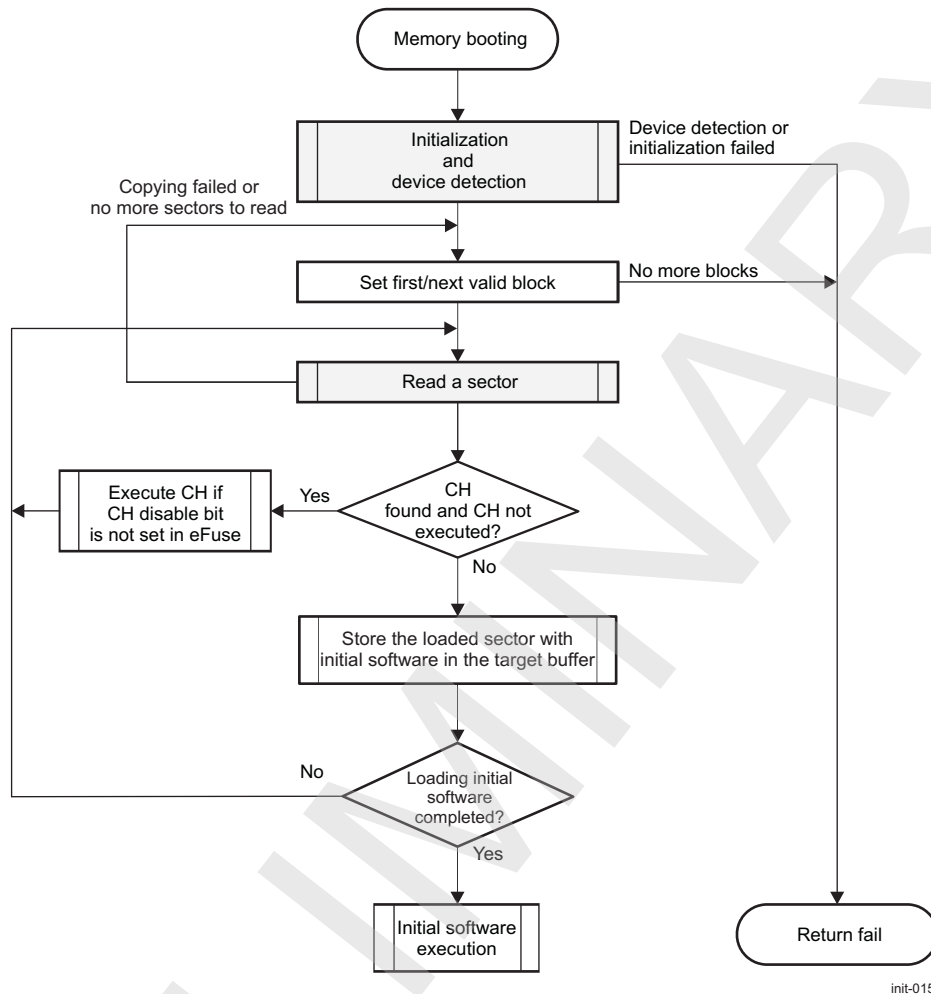 Memory booting
Initialization
and
device detection
Device detection or
initialization failed
Copying failed or
no more sectors to read
Set first/next valid block
No more blocks
Read a sector
CH
found and CH not
executed?
Yes
Execute CH if
CH disable bit
is not set in eFuse
No
Store the loaded sector with
initial software in the target buffer
Loading initial
software
completed?
No
Yes
Initial software
execution
Return fail
init-015